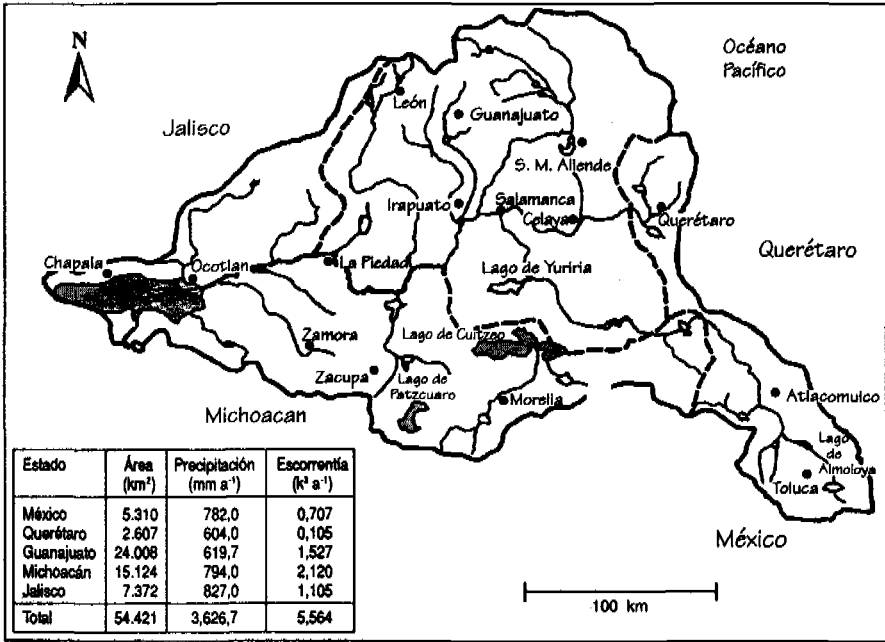 N
Océano
Pacífico
León
Guanajuato
Jalisco
S. M. Allende
Irapuato
Salamanca
Celaya
Querétaro
Chapala
Ocotlan
La Piedad
Lago de Yuriria
Querétaro
Zamora
Lago de Cuitzeo
Zacupa
Lago de
Patzcuaro
Morelia
Atlacomulco
Michoacan
Lago
de
Almoloya
Toluca
México
Estado Área Precipitación Escorrentía
(km²) (mm a⁻¹) (k³ a⁻¹)
México 5.310 782,0 0,707
Querétaro 2.607 604,0 0,105
Guanajuato 24.008 619,7 1,527
Michoacán 15.124 794,0 2,120
Jalisco 7.372 827,0 1,105
Total 54.421 3,626,7 5,564
100 km